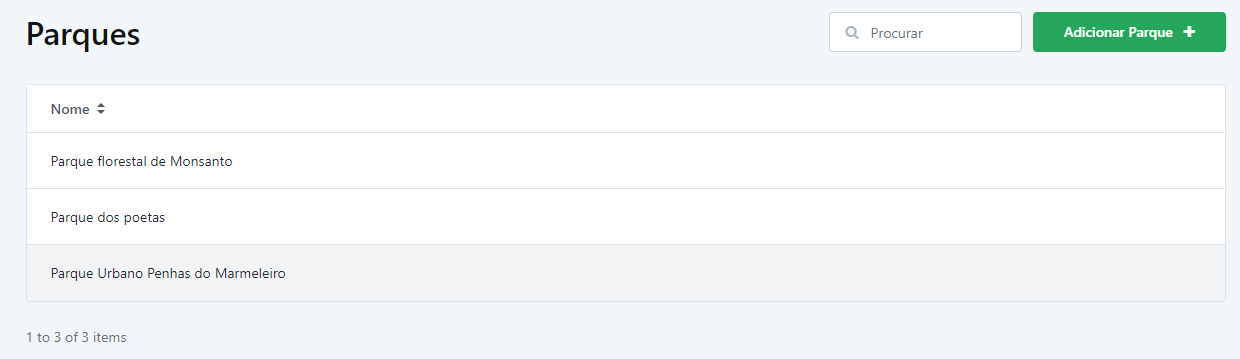 Parques
Procurar
Adicionar Parque
Nome
Parque florestal de Monsanto
Parque dos poetas
Parque Urbano Penhas do Marmeleiro
1 to 3 of 3 items